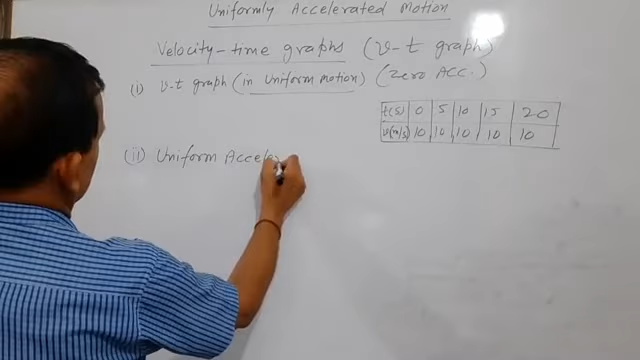 Uniformly Accelerated Motion
Velocity-time graphs (v-t graph)
(i) v-t graph (in Uniform motion) (Zero Acc.)
t(s) 0 5 10 15 20
v(m/s) 10 10 10 10 10
(ii) Uniform Acceler